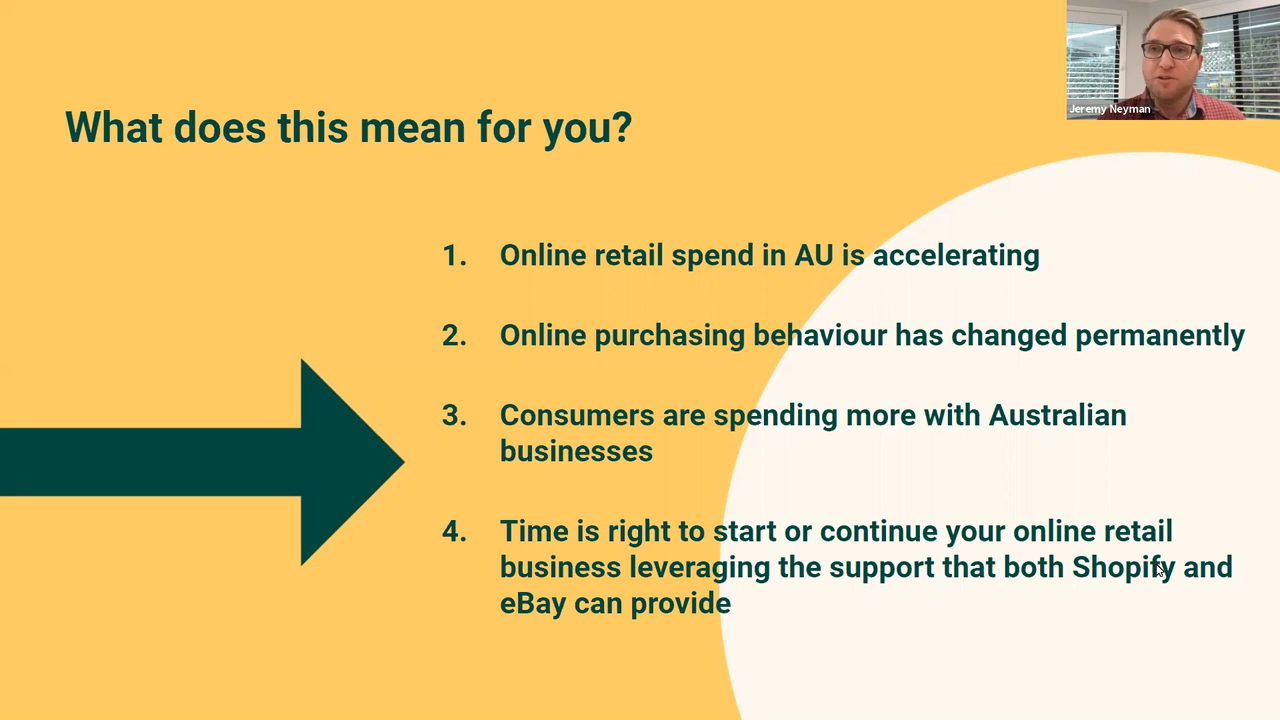 Jeremy Neyman
What does this mean for you?
1. Online retail spend in AU is accelerating
2. Online purchasing behaviour has changed permanently
3. Consumers are spending more with Australian
businesses
4. Time is right to start or continue your online retail
business leveraging the support that both Shopify and
eBay can provide